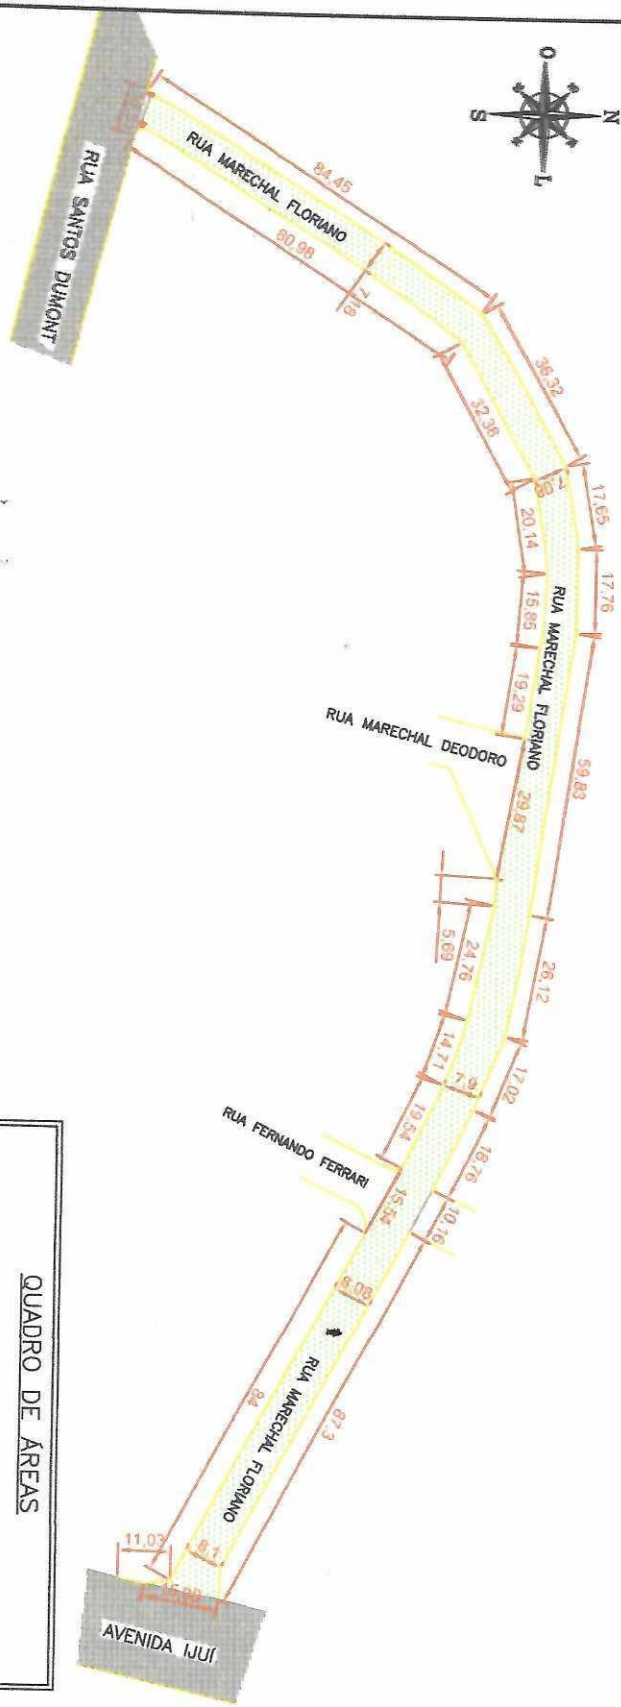 N
O
L
S
RUA MARECHAL FLORIANO
84,45
80,98
7,18
RUA SANTOS DUMONT
36,32
32,38
17,65
20,14
17,76
15,85
RUA MARECHAL FLORIANO
19,29
59,83
RUA MARECHAL DEODORO
29,87
5,69
24,76
26,12
14,71
7,9
17,02
19,54
18,76
RUA FERNANDO FERRARI
15,54
10,16
8,08
RUA MARECHAL FLORIANO
84
87,3
8,1
11,03
AVENIDA IJUÍ
QUADRO DE ÁREAS